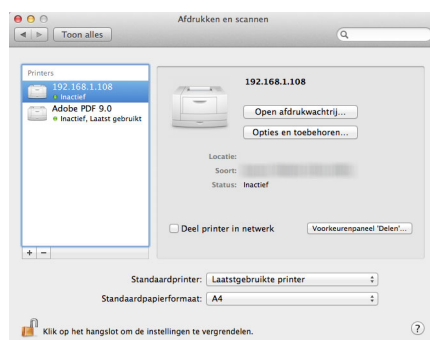 Afdrukken en scannen
Toon alles
Printers
192.168.1.108
Inactief
Adobe PDF 9.0
Inactief, Laatst gebruikt
192.168.1.108
Open afdrukwachtrij...
Opties en toebehoren...
Locatie:
Soort:
Status: Inactief
Deel printer in netwerk
Voorkeurenpaneel 'Delen'...
+ −
Standaardprinter: Laatstgebruikte printer
Standaardpapierformaat: A4
Klik op het hangslot om de instellingen te vergrendelen.
?